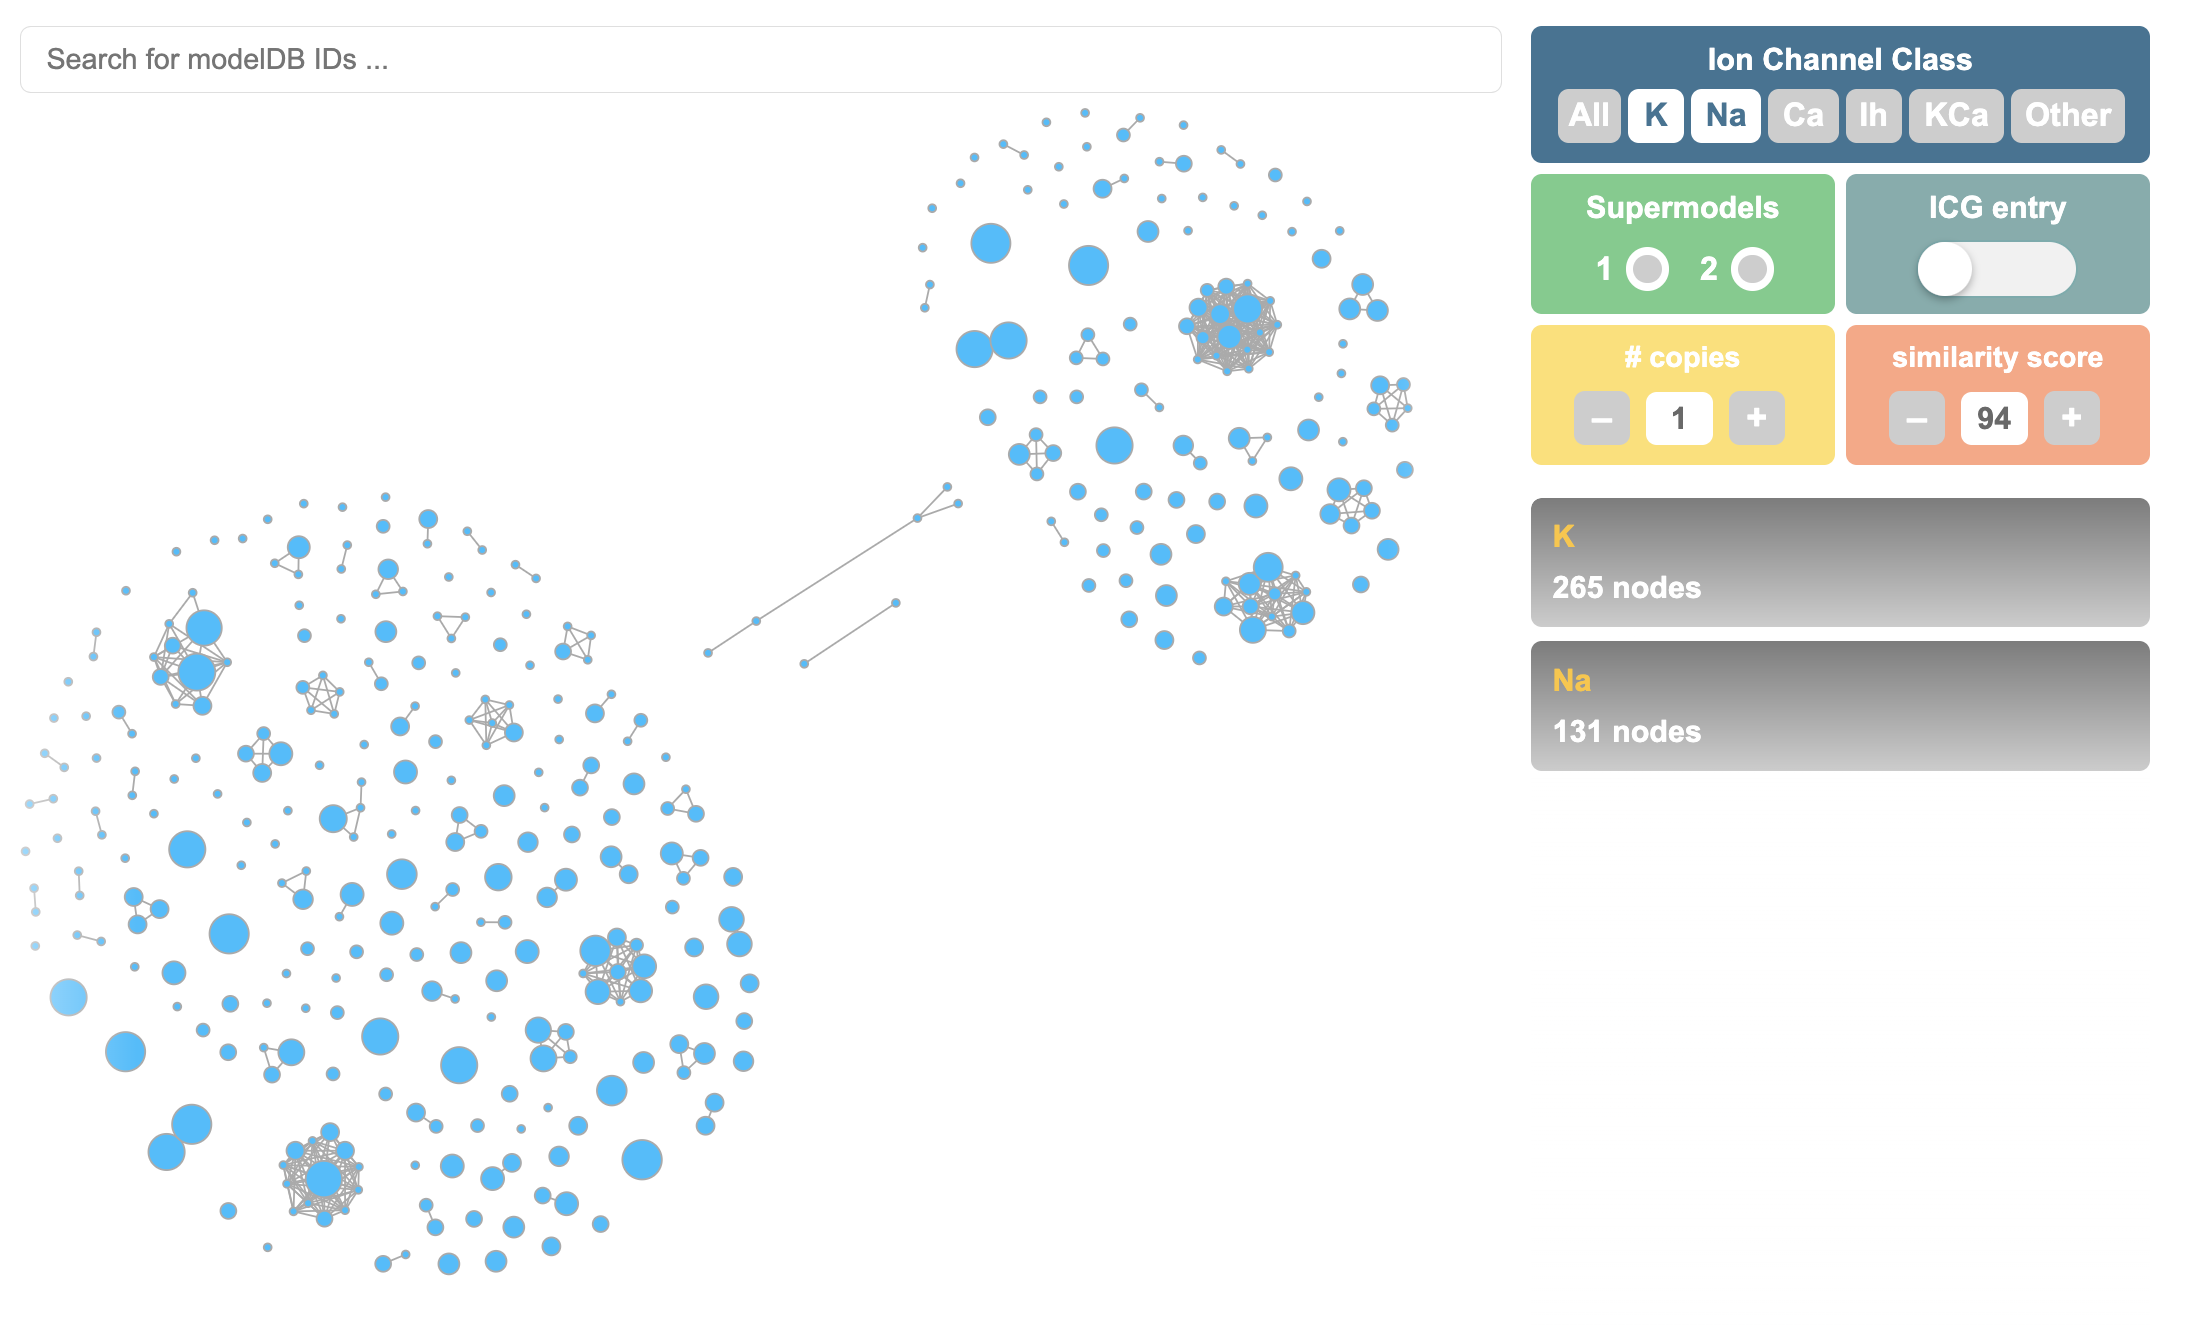 Search for modelDB IDs ...
Ion Channel Class
All K Na Ca Ih KCa Other
Supermodels
1 2
ICG entry
# copies
– 1 +
similarity score
– 94 +
K
265 nodes
Na
131 nodes